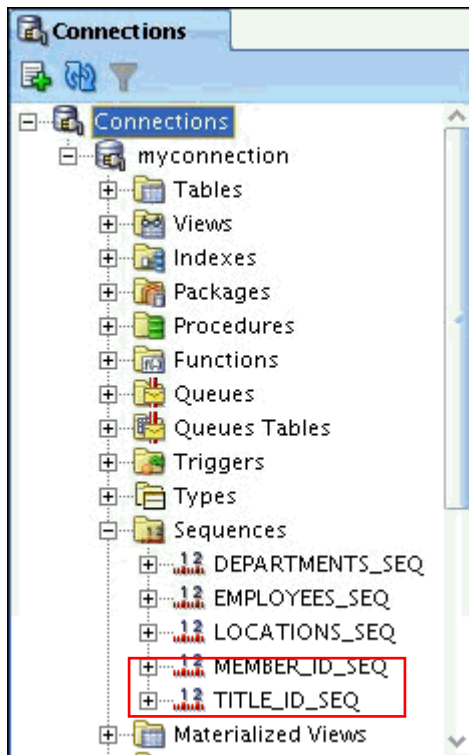 Connections
Connections
myconnection
Tables
Views
Indexes
Packages
Procedures
Functions
Queues
Queues Tables
Triggers
Types
Sequences
DEPARTMENTS_SEQ
EMPLOYEES_SEQ
LOCATIONS_SEQ
MEMBER_ID_SEQ
TITLE_ID_SEQ
Materialized Views